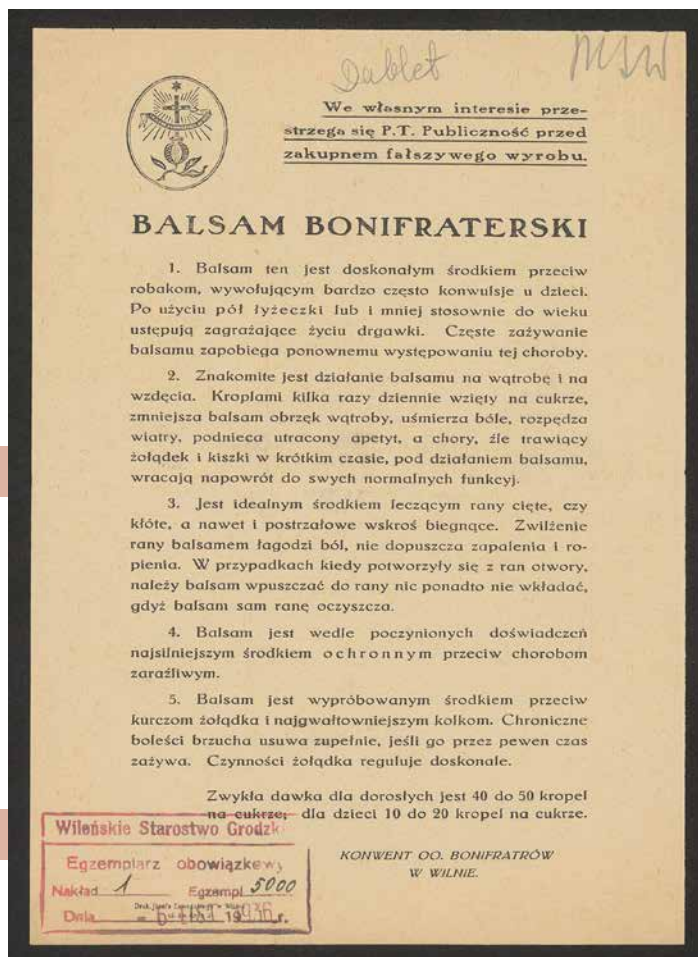 Dublet
MSW
We własnym interesie prze-
strzega się P.T. Publiczność przed
zakupnem fałszywego wyrobu.
BALSAM BONIFRATERSKI
1. Balsam ten jest doskonałym środkiem przeciw
robakom, wywołującym bardzo często konwulsje u dzieci.
Po użyciu pół łyżeczki lub i mniej stosownie do wieku
ustępują zagrażające życiu drgawki. Częste zażywanie
balsamu zapobiega ponownemu występowaniu tej choroby.
2. Znakomite jest działanie balsamu na wątrobę i na
wzdęcia. Kroplami kilka razy dziennie wzięty na cukrze,
zmniejsza balsam obrzęk wątroby, uśmierza bóle, rozpędza
wiatry, podnieca utracony apetyt, a chory, źle trawiący
żołądek i kiszki w krótkim czasie, pod działaniem balsamu,
wracają napowrót do swych normalnych funkcyj.
3. Jest idealnym środkiem leczącym rany cięte, czy
kłóte, a nawet i postrzałowe wskroś biegnące. Zwilżenie
rany balsamem łagodzi ból, nie dopuszcza zapalenia i ro-
pienia. W przypadkach kiedy potworzyły się z ran otwory,
należy balsam wpuszczać do rany nic ponadto nie wkładać,
gdyż balsam sam ranę oczyszcza.
4. Balsam jest wedle poczynionych doświadczeń
najsilniejszym środkiem ochronnym przeciw chorobom
zaraźliwym.
5. Balsam jest wypróbowanym środkiem przeciw
kurczom żołądka i najgwałtowniejszym kolkom. Chroniczne
boleści brzucha usuwa zupełnie, jeśli go przez pewen czas
zażywa. Czynności żołądka reguluje doskonale.
Zwykła dawka dla dorosłych jest 40 do 50 kropel
na cukrze; dla dzieci 10 do 20 kropel na cukrze.
KONWENT OO. BONIFRATRÓW
W WILNIE.
Wileńskie Starostwo Grodzk
Egzemplarz obowiązkowy
Nakład 1 Egzempl 5000
Dnia 1936 r.